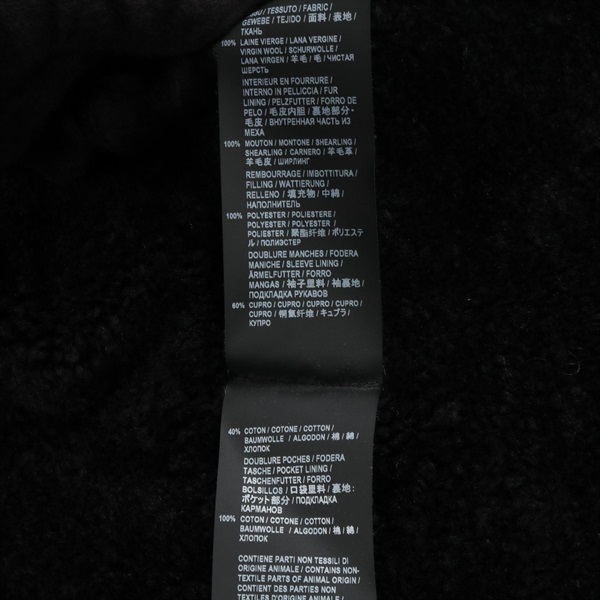 TESSUTO / FABRIC /
GEWEBE / TEJIDO / 面料 / 表地 /
ТКАНЬ
100% LAINE VIERGE / LANA VERGINE /
VIRGIN WOOL / SCHURWOLLE /
LANA VIRGEN / 羊毛 / 毛 / ЧИСТАЯ
ШЕРСТЬ
INTERIEUR EN FOURRURE /
INTERNO IN PELLICCIA / FUR
LINING / PELZFUTTER / FORRO DE
PELO / 毛皮内胆 / 裏地部分-
毛皮 / ВНУТРЕННАЯ ЧАСТЬ ИЗ
МЕХА
100% MOUTON / MONTONE / SHEARLING /
SHEARLING / CARNERO / 羊毛革 /
羊毛皮 / ШИРЛИНГ
REMBOURRAGE / IMBOTTITURA /
FILLING / WATTIERUNG /
RELLENO / 填充物 / 中綿 /
НАПОЛНИТЕЛЬ
100% POLYESTER / POLIESTERE /
POLYESTER / POLYESTER /
POLIESTER / 聚酯纤维 / ポリエステ
ル / ПОЛИЭСТЕР
DOUBLURE MANCHES / FODERA
MANICHE / SLEEVE LINING /
ÄRMELFUTTER / FORRO
MANGAS / 袖子里料 / 袖裏地 /
ПОДКЛАДКА РУКАВОВ
60% CUPRO / CUPRO / CUPRO / CUPRO /
CUPRO / 铜氨纤维 / キュプラ /
КУПРО
40% COTON / COTONE / COTTON /
BAUMWOLLE / ALGODON / 棉 / 綿 /
ХЛОПОК
DOUBLURE POCHES / FODERA
TASCHE / POCKET LINING /
TASCHENFUTTER / FORRO
BOLSILLOS / 口袋里料 / 裏地:
ポケット部分 / ПОДКЛАДКА
КАРМАНОВ
100% COTON / COTONE / COTTON /
BAUMWOLLE / ALGODON / 棉 / 綿 /
ХЛОПОК
CONTIENE PARTI NON TESSILI DI
ORIGINE ANIMALE / CONTAINS NON-
TEXTILE PARTS OF ANIMAL ORIGIN /
CONTIENT DES PARTIES NON
TEXTILES D'ORIGINE ANIMALE /